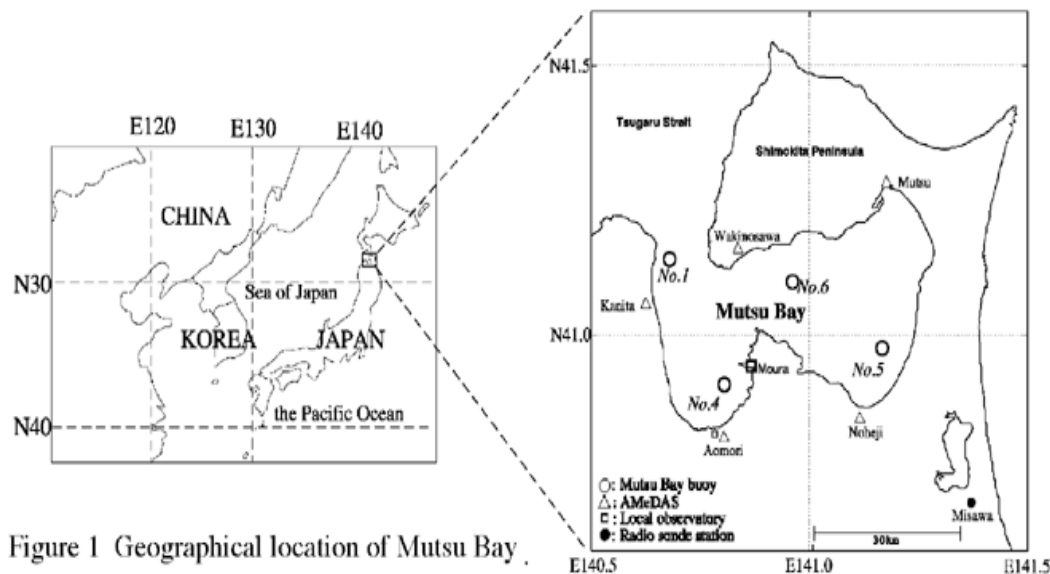 E120
E130
E140
CHINA
N30
Sea of Japan
KOREA
JAPAN
the Pacific Ocean
N40
Figure 1 Geographical location of Mutsu Bay
N41.5
Tsugaru Strait
Shimokita Peninsula
Mutsu
Wakinosawa
No.1
No.6
Kanita
Mutsu Bay
N41.0
Moura
No.5
No.4
Noheji
Aomori
○: Mutsu Bay buoy
△: AMeDAS
□: Local observatory
●: Radio sonde station
Misawa
30km
E140.5
E141.0
E141.5